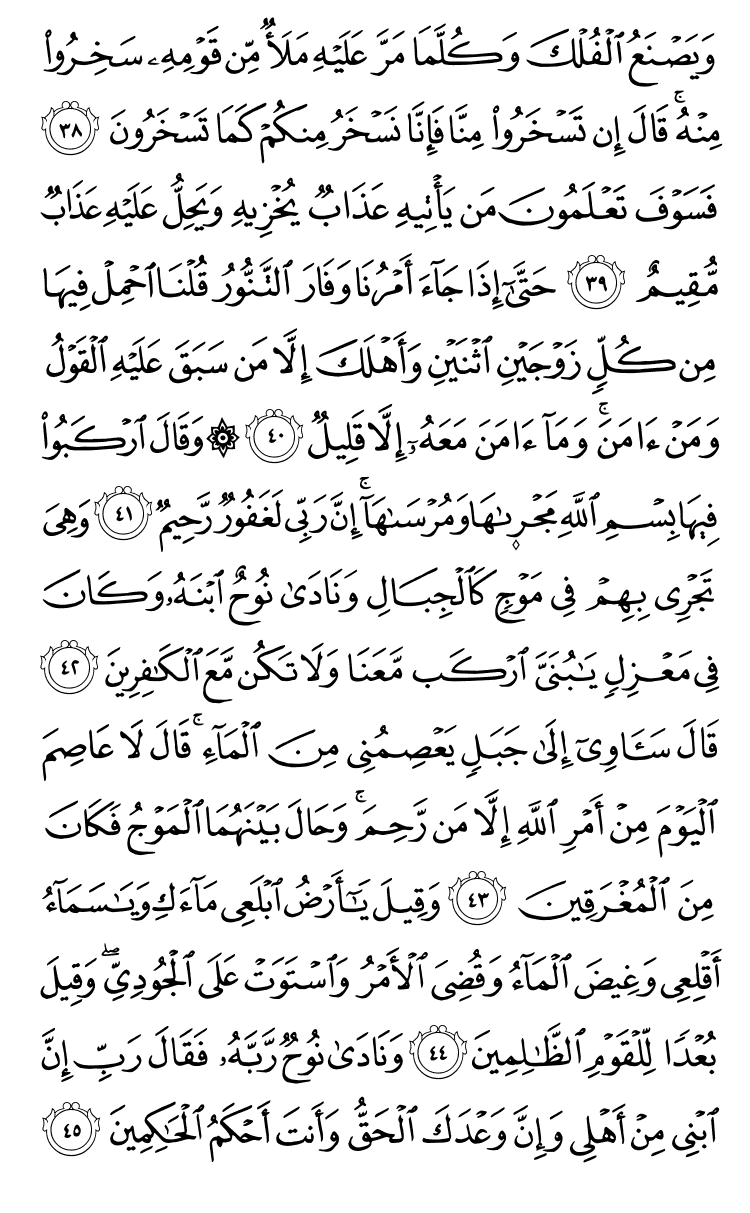 وَيَصۡنَعُ ٱلۡفُلۡكَ وَكُلَّمَا مَرَّ عَلَيۡهِ مَلَأٞ مِّن قَوۡمِهِۦ سَخِرُواْ
مِنۡهُۚ قَالَ إِن تَسۡخَرُواْ مِنَّا فَإِنَّا نَسۡخَرُ مِنكُمۡ كَمَا تَسۡخَرُونَ ٣٨
فَسَوۡفَ تَعۡلَمُونَ مَن يَأۡتِيهِ عَذَابٞ يُخۡزِيهِ وَيَحِلُّ عَلَيۡهِ عَذَابٞ
مُّقِيمٌ ٣٩ حَتَّىٰٓ إِذَا جَآءَ أَمۡرُنَا وَفَارَ ٱلتَّنُّورُ قُلۡنَا ٱحۡمِلۡ فِيهَا
مِن كُلّٖ زَوۡجَيۡنِ ٱثۡنَيۡنِ وَأَهۡلَكَ إِلَّا مَن سَبَقَ عَلَيۡهِ ٱلۡقَوۡلُ
وَمَنۡ ءَامَنَۚ وَمَآ ءَامَنَ مَعَهُۥٓ إِلَّا قَلِيلٞ ٤٠ ۞ وَقَالَ ٱرۡكَبُواْ
فِيهَا بِسۡمِ ٱللَّهِ مَجۡرٜىٰهَا وَمُرۡسَىٰهَآۚ إِنَّ رَبِّي لَغَفُورٞ رَّحِيمٞ ٤١ وَهِيَ
تَجۡرِي بِهِمۡ فِي مَوۡجٖ كَٱلۡجِبَالِ وَنَادَىٰ نُوحٌ ٱبۡنَهُۥ وَكَانَ
فِي مَعۡزِلٖ يَٰبُنَيَّ ٱرۡكَب مَّعَنَا وَلَا تَكُن مَّعَ ٱلۡكَٰفِرِينَ ٤٢
قَالَ سَـَٔاوِيٓ إِلَىٰ جَبَلٖ يَعۡصِمُنِي مِنَ ٱلۡمَآءِۚ قَالَ لَا عَاصِمَ
ٱلۡيَوۡمَ مِنۡ أَمۡرِ ٱللَّهِ إِلَّا مَن رَّحِمَۚ وَحَالَ بَيۡنَهُمَا ٱلۡمَوۡجُ فَكَانَ
مِنَ ٱلۡمُغۡرَقِينَ ٤٣ وَقِيلَ يَٰٓأَرۡضُ ٱبۡلَعِي مَآءَكِ وَيَٰسَمَآءُ
أَقۡلِعِي وَغِيضَ ٱلۡمَآءُ وَقُضِيَ ٱلۡأَمۡرُ وَٱسۡتَوَتۡ عَلَى ٱلۡجُودِيِّۖ وَقِيلَ
بُعۡدٗا لِّلۡقَوۡمِ ٱلظَّٰلِمِينَ ٤٤ وَنَادَىٰ نُوحٞ رَّبَّهُۥ فَقَالَ رَبِّ إِنَّ
ٱبۡنِي مِنۡ أَهۡلِي وَإِنَّ وَعۡدَكَ ٱلۡحَقُّ وَأَنتَ أَحۡكَمُ ٱلۡحَٰكِمِينَ ٤٥